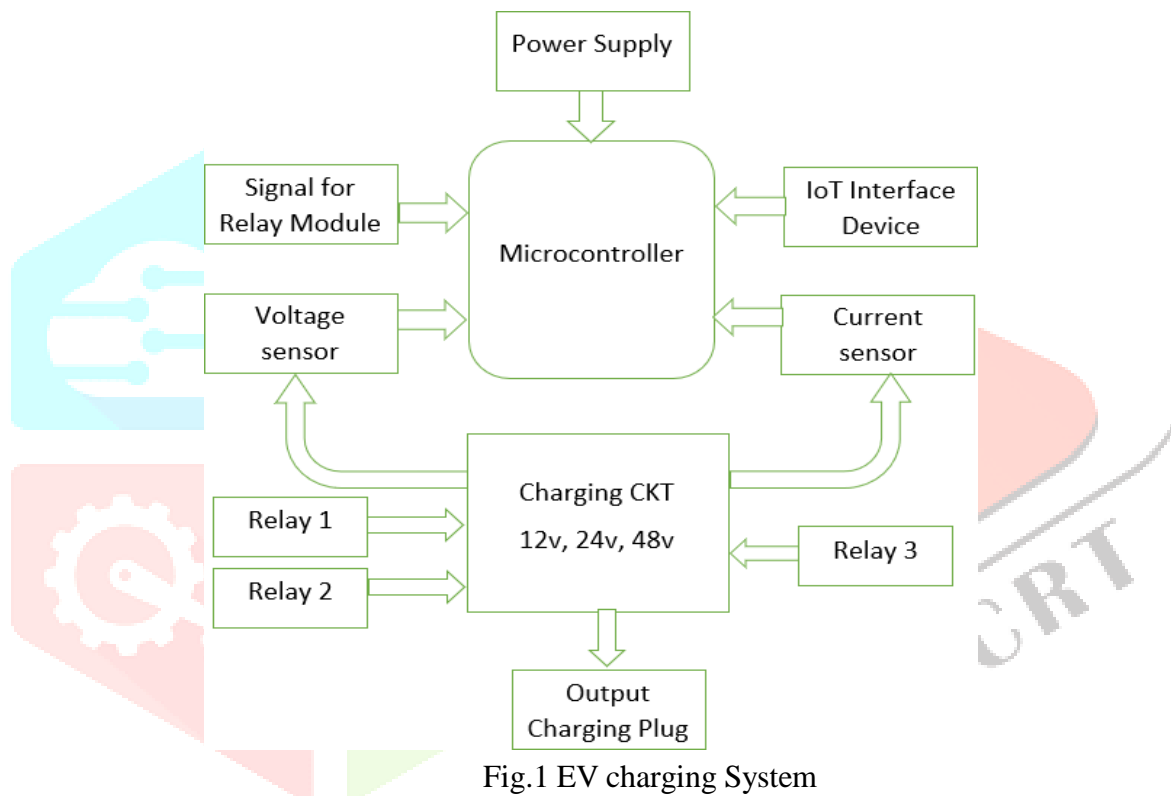 Power Supply
Signal for
Relay Module
Microcontroller
IoT Interface
Device
Voltage
sensor
Current
sensor
Charging CKT
12v, 24v, 48v
Relay 1
Relay 2
Relay 3
Output
Charging Plug
CRT
Fig.1 EV charging System